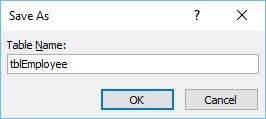 Save As ? ×
Table Name:
tblEmployee
OK Cancel